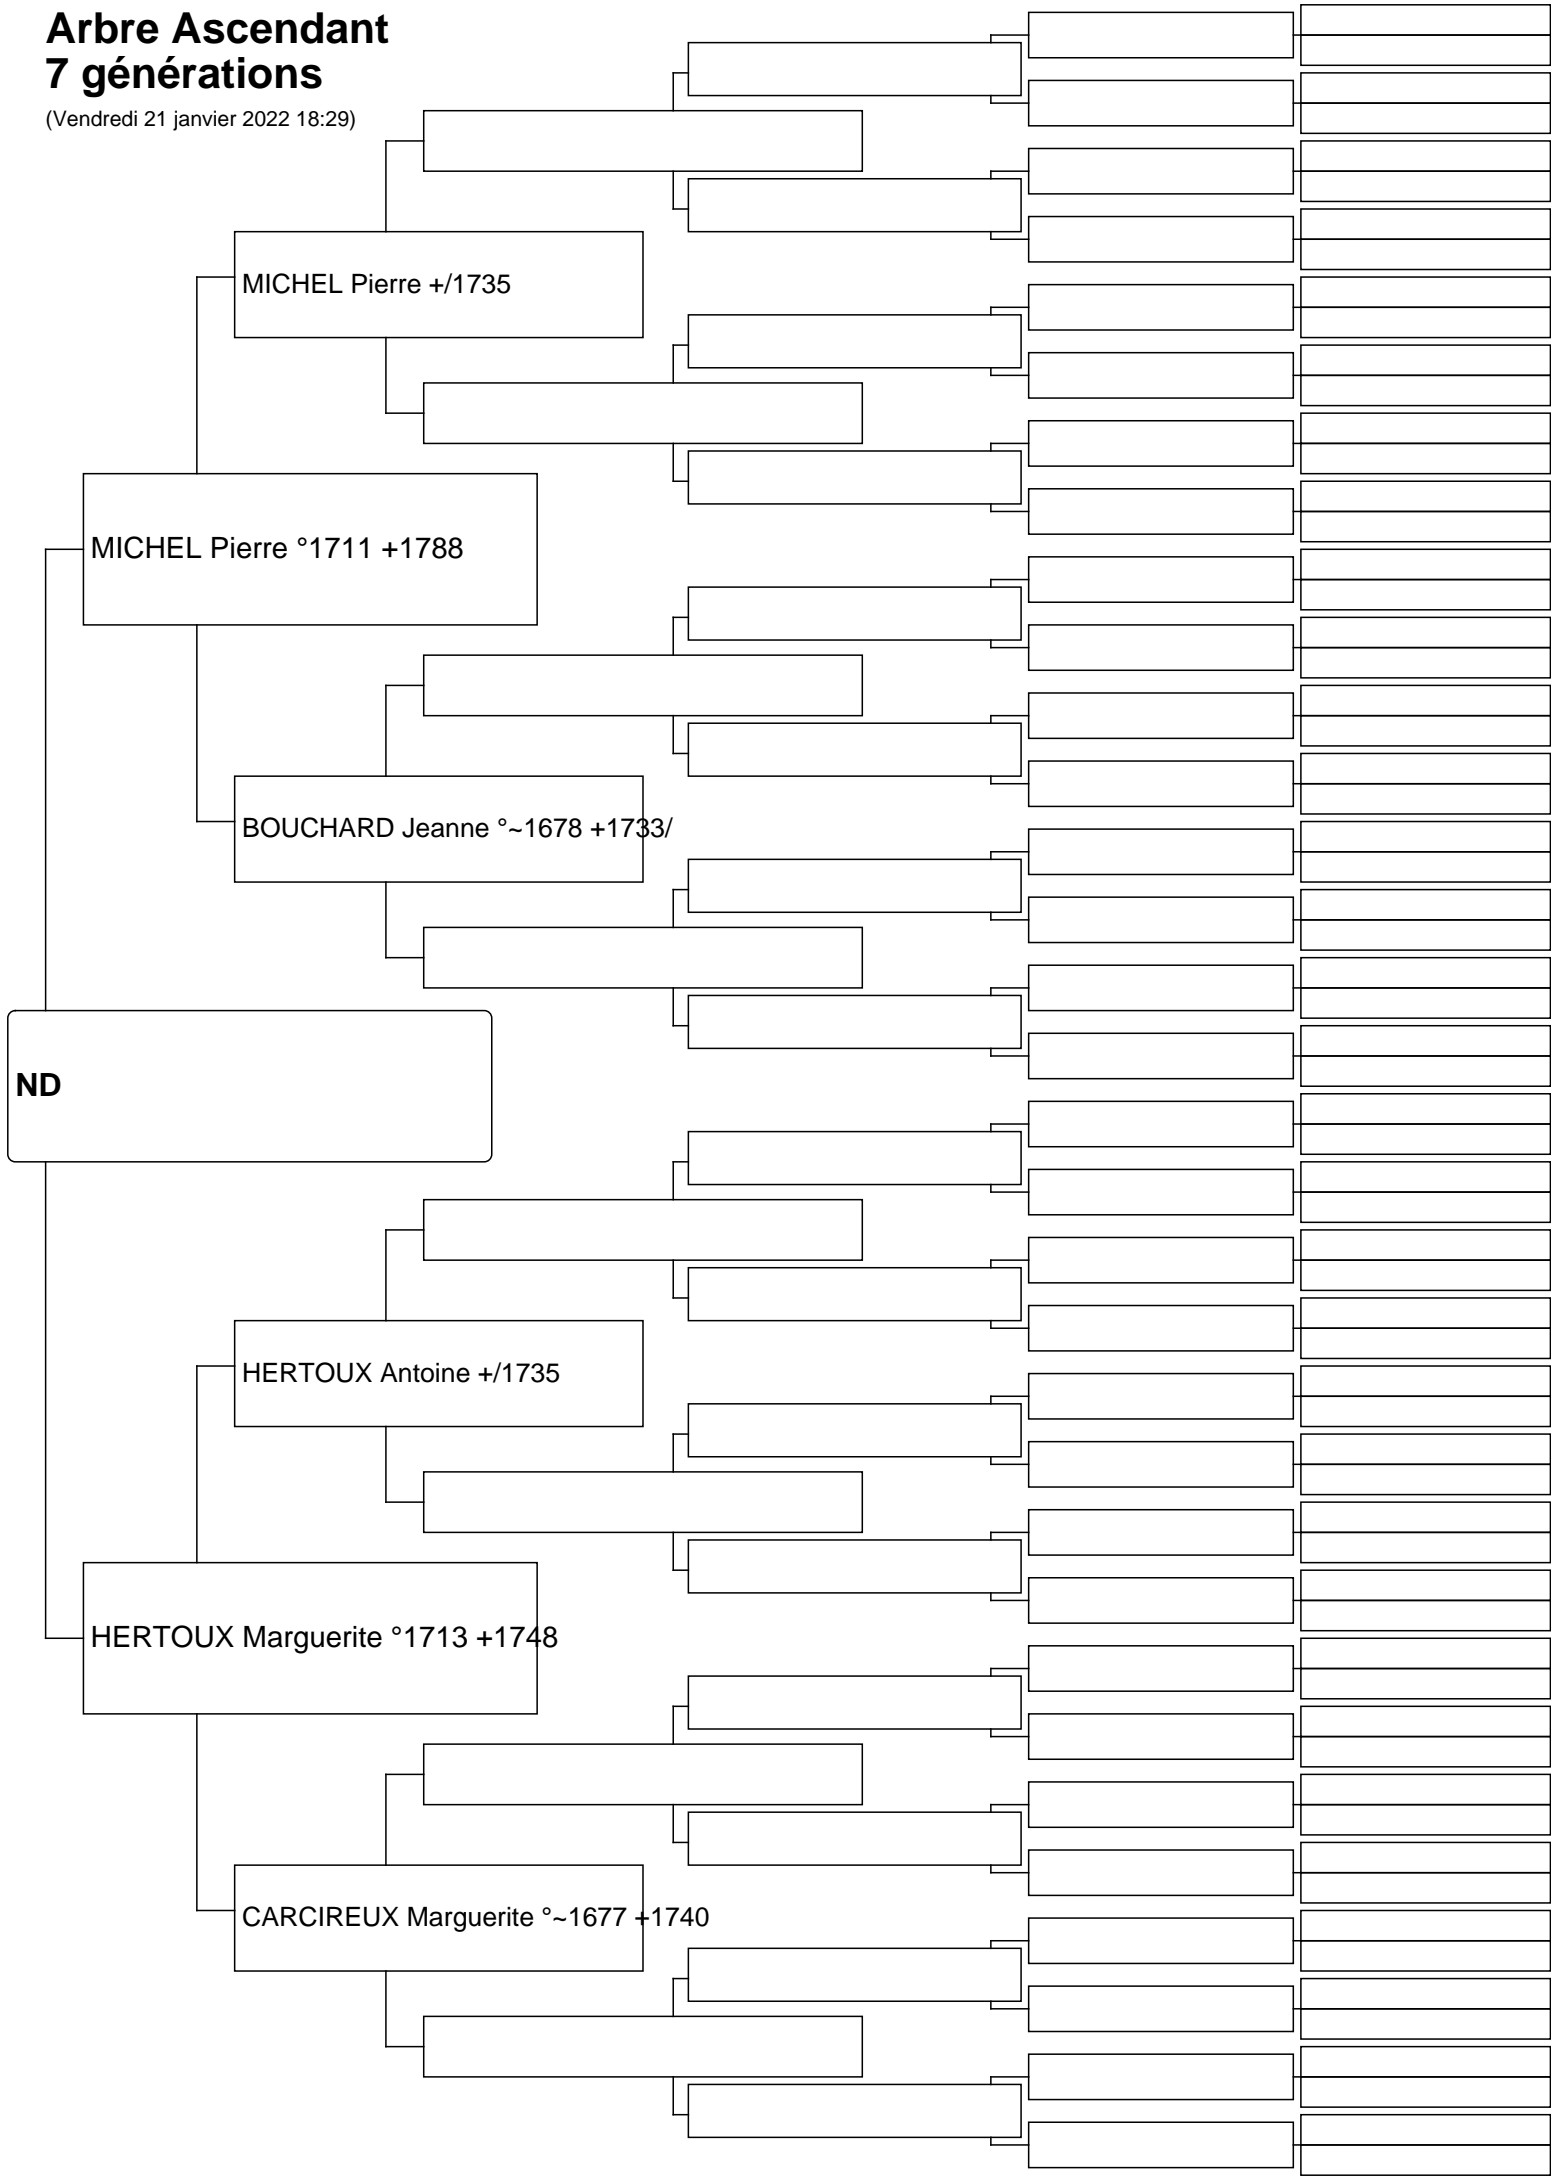 Arbre Ascendant
7 générations
(Vendredi 21 janvier 2022 18:29)
MICHEL Pierre +/1735
MICHEL Pierre °1711 +1788
BOUCHARD Jeanne °~1678 +1733/
ND
HERTOUX Antoine +/1735
HERTOUX Marguerite °1713 +1748
CARCIREUX Marguerite °~1677 +1740